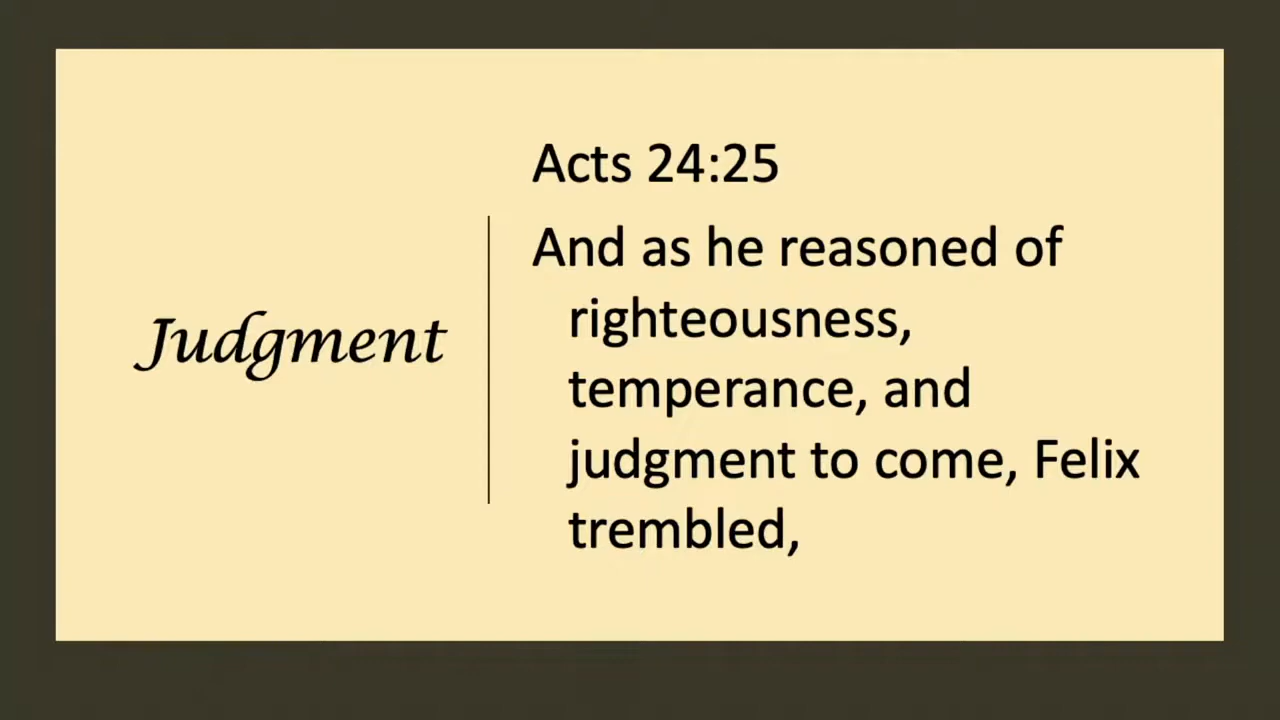 Judgment
Acts 24:25
And as he reasoned of
righteousness,
temperance, and
judgment to come, Felix
trembled,